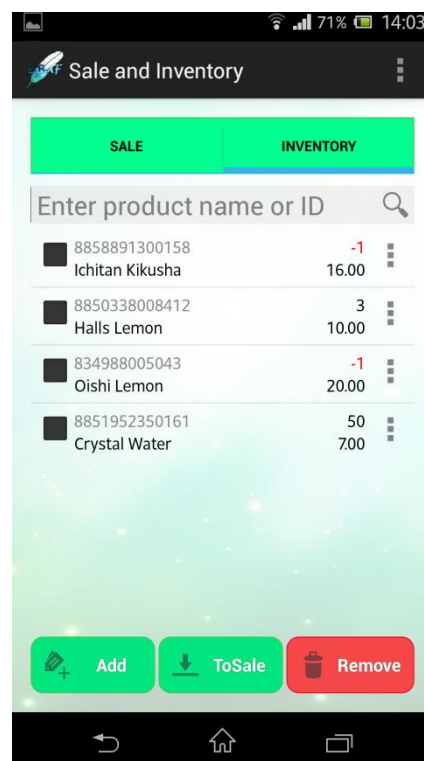 71% 14:03
Sale and Inventory
SALE INVENTORY
Enter product name or ID
8858891300158 -1
Ichitan Kikusha 16.00
8850338008412 3
Halls Lemon 10.00
834988005043 -1
Oishi Lemon 20.00
8851952350161 50
Crystal Water 7.00
Add ToSale Remove